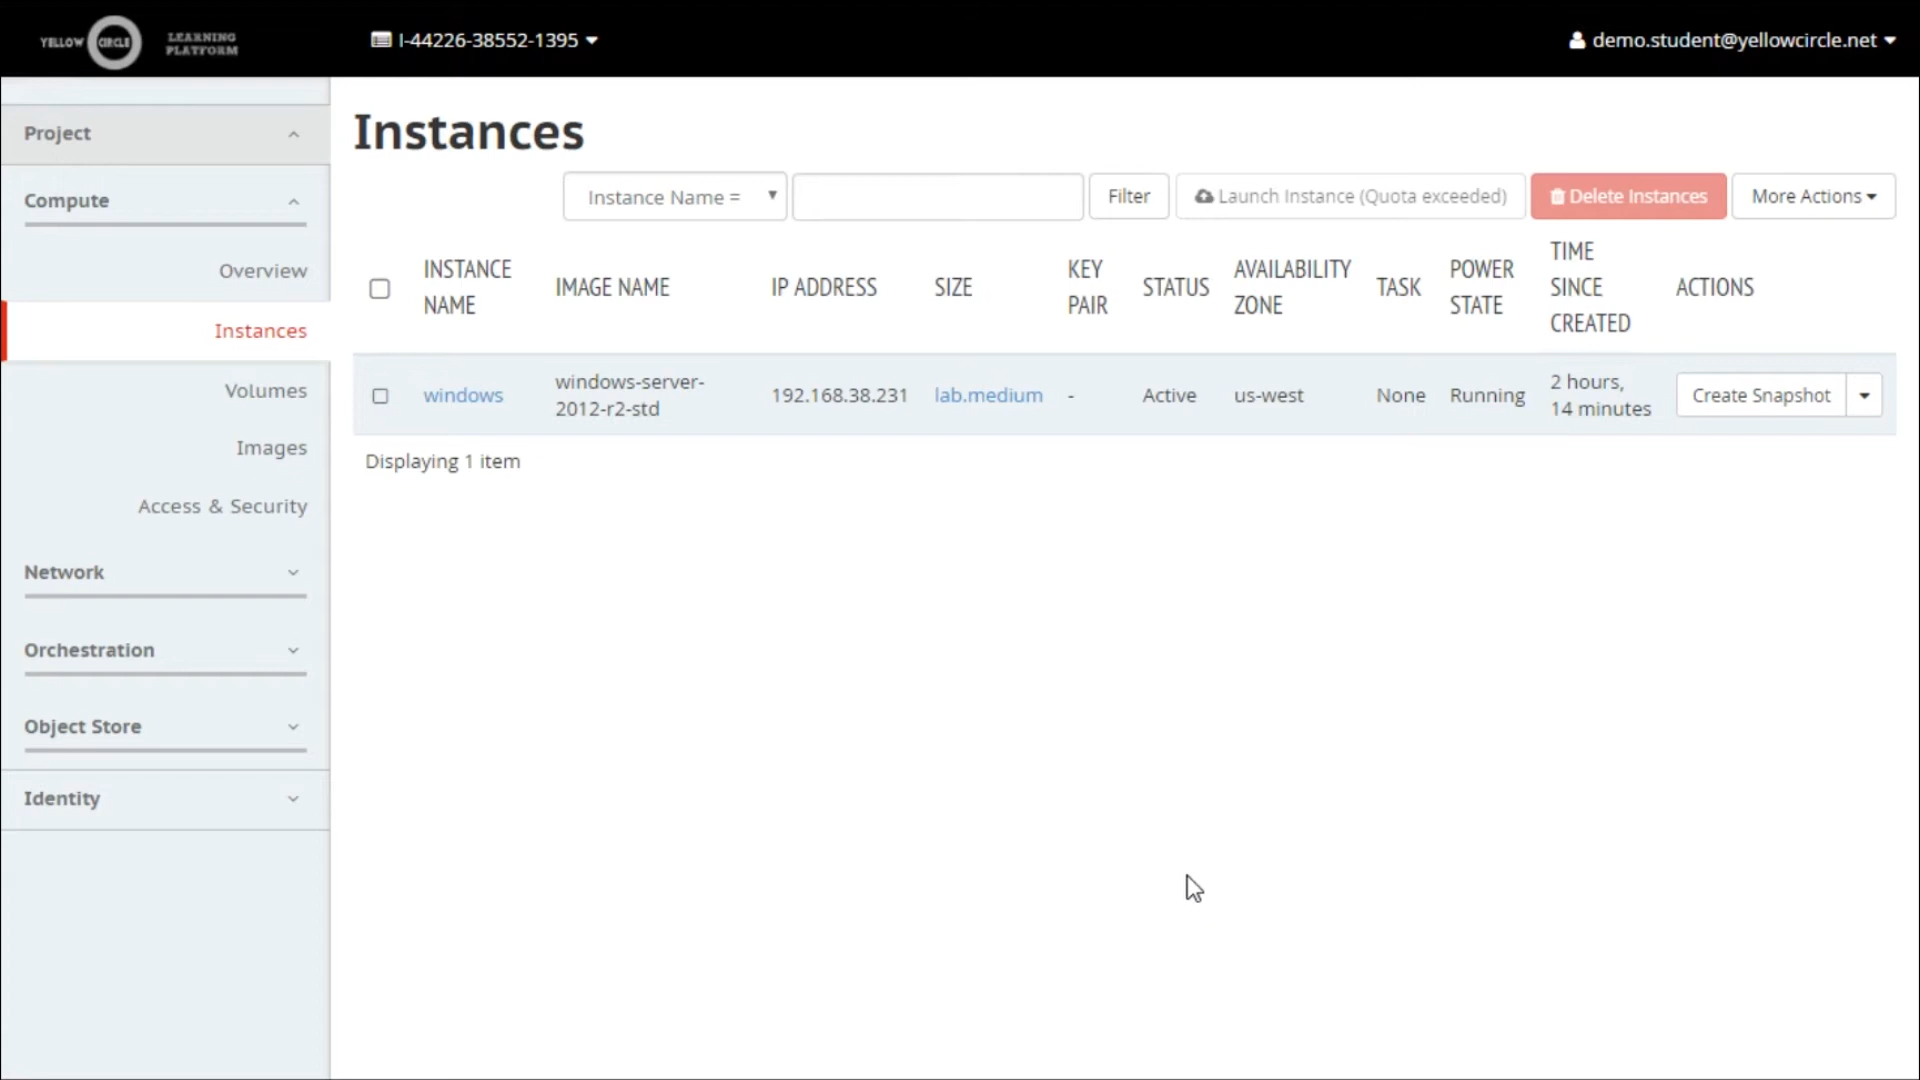 YELLOW CIRCLE LEARNING
PLATFORM
I-44226-38552-1395
demo.student@yellowcircle.net
Project
Compute
Overview
Instances
Volumes
Images
Access & Security
Network
Orchestration
Object Store
Identity
Instances
Instance Name =
Filter
Launch Instance (Quota exceeded)
Delete Instances
More Actions
INSTANCE
NAME
IMAGE NAME
IP ADDRESS
SIZE
KEY
PAIR
STATUS
AVAILABILITY
ZONE
TASK
POWER
STATE
TIME
SINCE
CREATED
ACTIONS
windows
windows-server-
2012-r2-std
192.168.38.231
lab.medium
-
Active
us-west
None
Running
2 hours,
14 minutes
Create Snapshot
Displaying 1 item